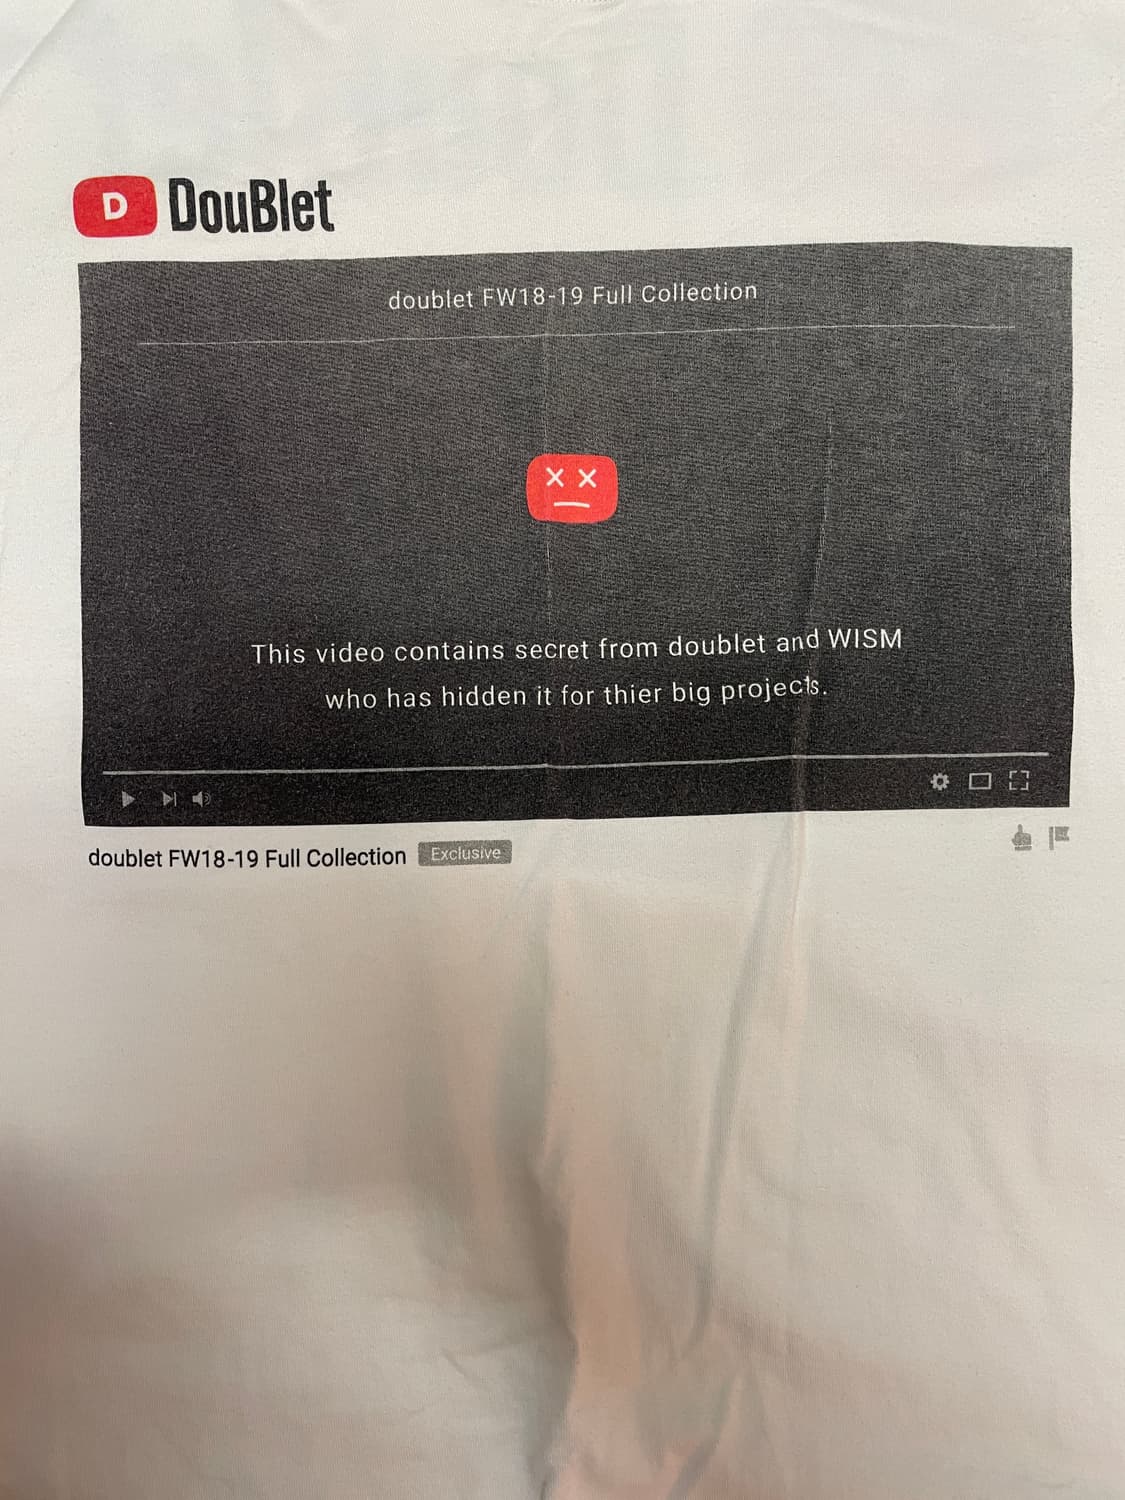 D DouBlet
doublet FW18-19 Full Collection
This video contains secret from doublet and WISM
who has hidden it for thier big projects.
doublet FW18-19 Full Collection Exclusive